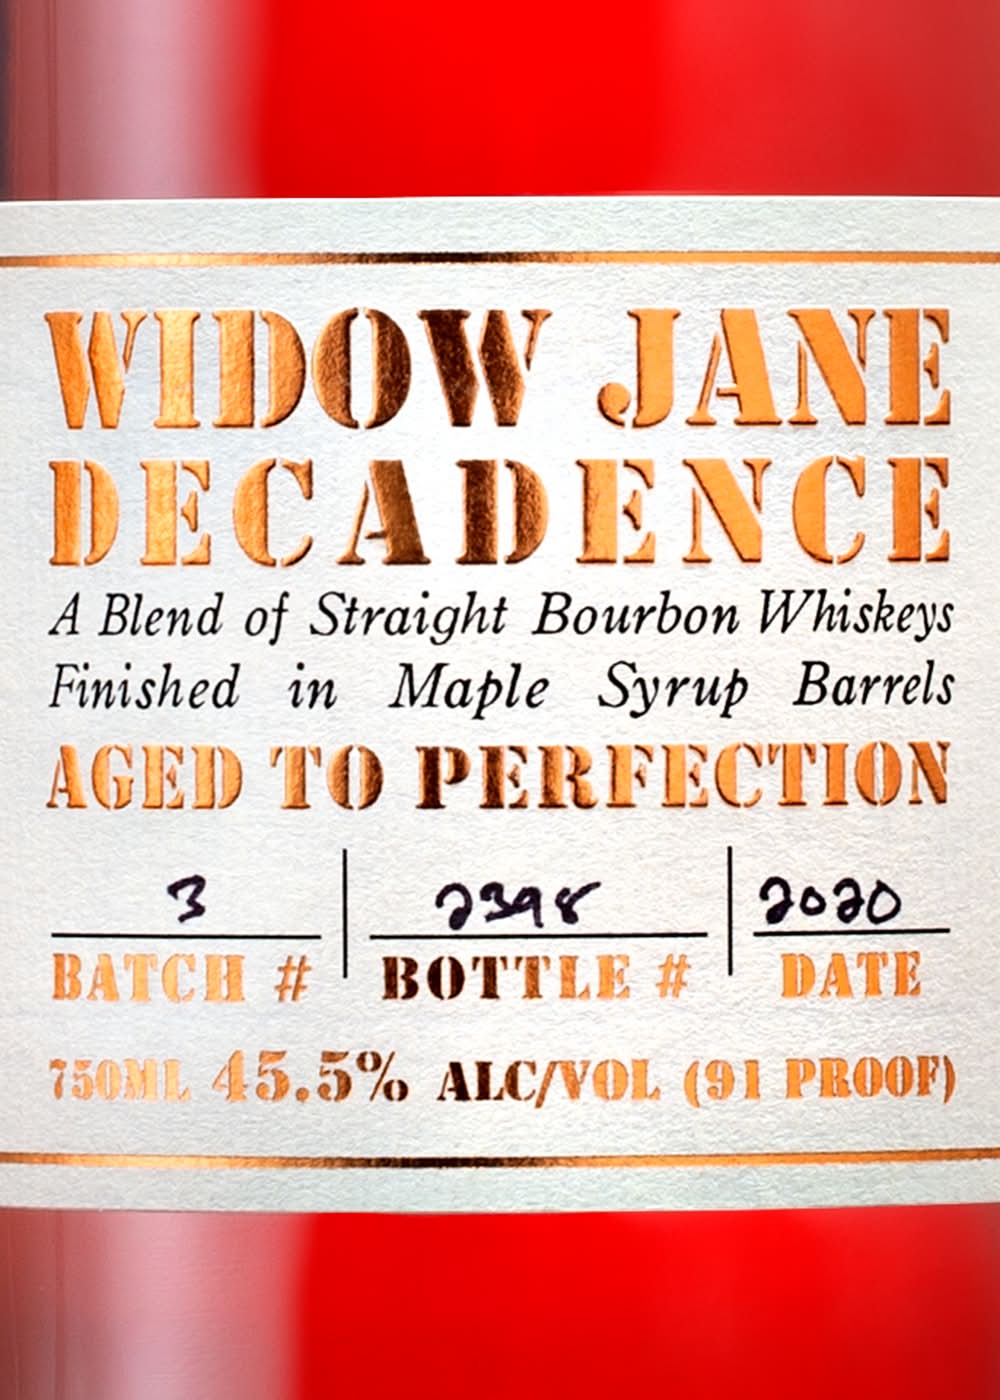 WIDOW JANE
DECADENCE
A Blend of Straight Bourbon Whiskeys
Finished in Maple Syrup Barrels
AGED TO PERFECTION
3 2398 2020
BATCH # BOTTLE # DATE
750ML 45.5% ALC/VOL (91 PROOF)